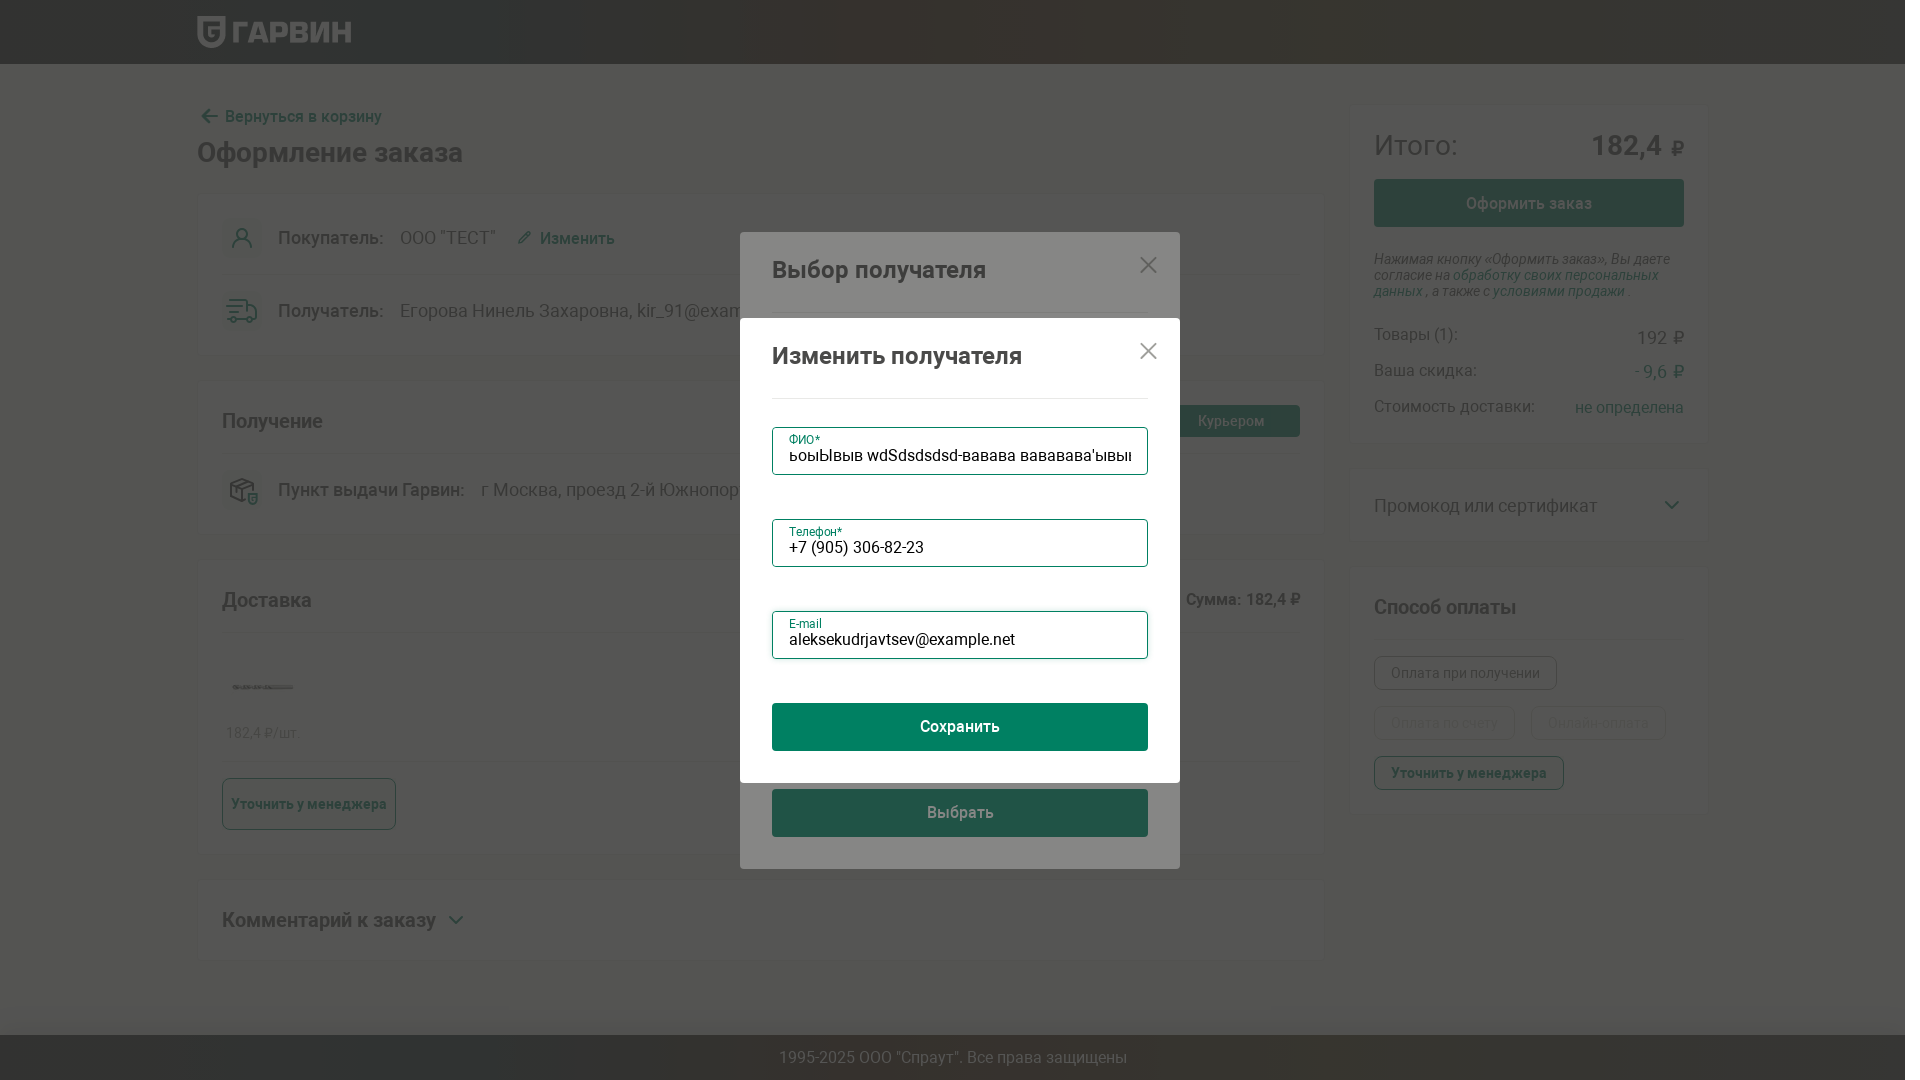 ГАРВИН
Вернуться в корзину
Оформление заказа
Покупатель: ООО "ТЕСТ" Изменить
Получатель: Егорова Нинель Захаровна,
Получение
Курьером
Пункт выдачи Гарвин: г Москва, проезд 2-й
Доставка
Сумма: 182,4 ₽
182,4 ₽/шт
Уточнить у менеджера
Комментарий к заказу
Выбор получателя
Изменить получателя
ФИО*
ьоыЫвыв wdSdsdsdsd-вавава вававава'ывы
Телефон*
+7 (905) 306-82-23
E-mail
aleksekudrjavtsev@example.net
Сохранить
Выбрать
Итого: 182,4 ₽
Оформить заказ
Нажимая кнопку «Оформить заказ», Вы даете
согласие на обработку своих персональных
данных , а также с условиями продажи .
Товары (1): 192 ₽
Ваша скидка: - 9,6 ₽
Стоимость доставки: не определена
Промокод или сертификат
Способ оплаты
Оплата при получении
Оплата по счету Онлайн-оплата
Уточнить у менеджера
1995-2025 ООО "Спраут". Все права защищены